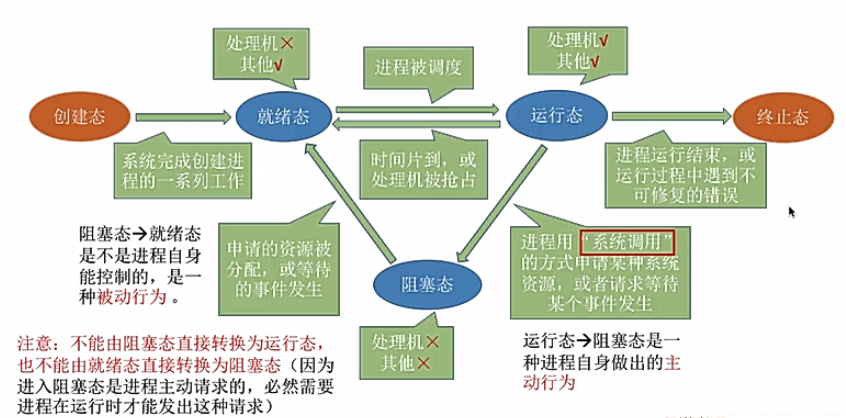 处理机×
其他√
进程被调度
处理机√
其他√
创建态
就绪态
运行态
终止态
系统完成创建进
程的一系列工作
时间片到，或
处理机被抢占
进程运行结束，或
运行过程中遇到不
可修复的错误
阻塞态→就绪态
是不是进程自身
能控制的，是一
种被动行为。
申请的资源被
分配，或等待
的事件发生
阻塞态
进程用“系统调用”
的方式申请某种系统
资源，或者请求等待
某个事件发生
处理机×
其他×
运行态→阻塞态是一
种进程自身做出的主
动行为
注意：不能由阻塞态直接转换为运行态，
也不能由就绪态直接转换为阻塞态（因为
进入阻塞态是进程主动请求的，必然需要
进程在运行时才能发出这种请求）